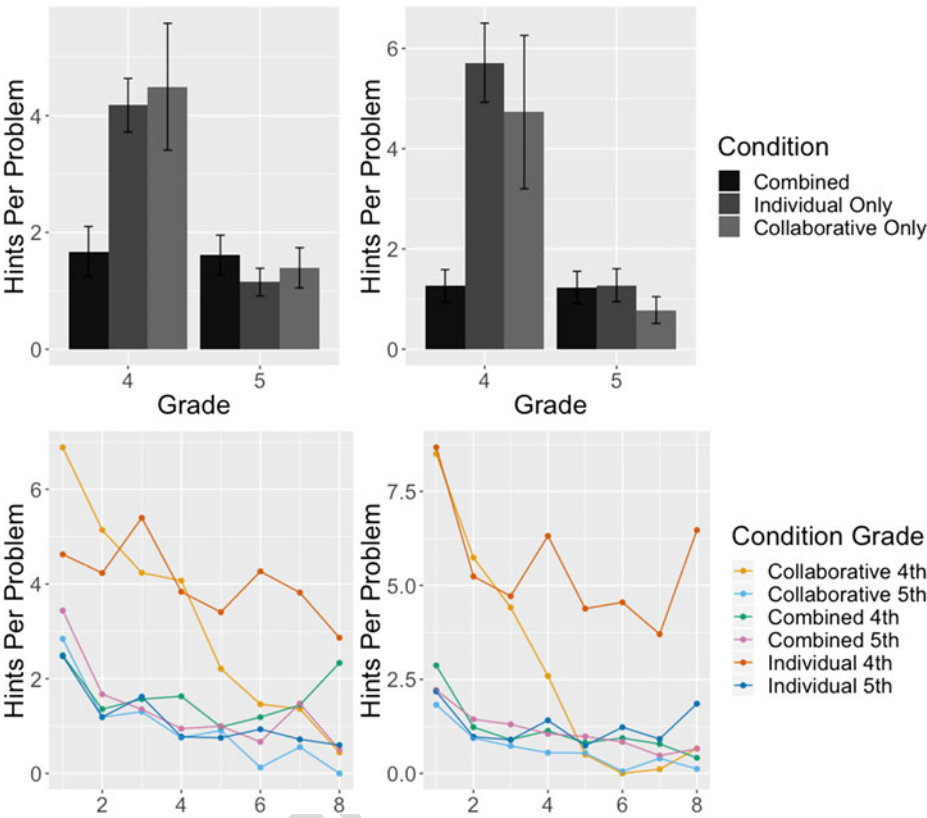 Hints Per Problem
4
2
0
4
5
Grade
Hints Per Problem
6
4
2
0
4
5
Grade
Condition
Combined
Individual Only
Collaborative Only
Hints Per Problem
6
4
2
0
2
4
6
8
Hints Per Problem
7.5
5.0
2.5
0.0
2
4
6
8
Condition Grade
Collaborative 4th
Collaborative 5th
Combined 4th
Combined 5th
Individual 4th
Individual 5th